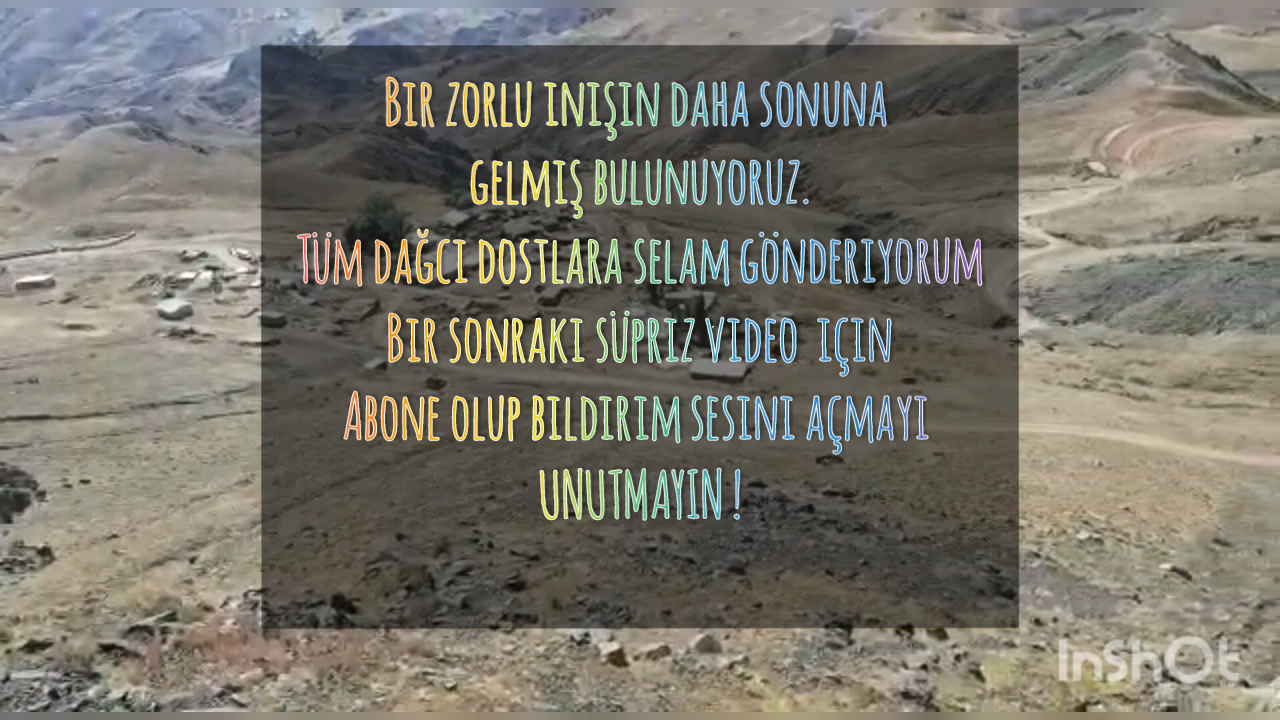 Bir zorlu inişin daha sonuna
gelmiş bulunuyoruz.
Tüm dağcı dostlara selam gönderiyorum
Bir sonraki süpriz video için
Abone olup bildirim sesini açmayı
unutmayın !
InShOt